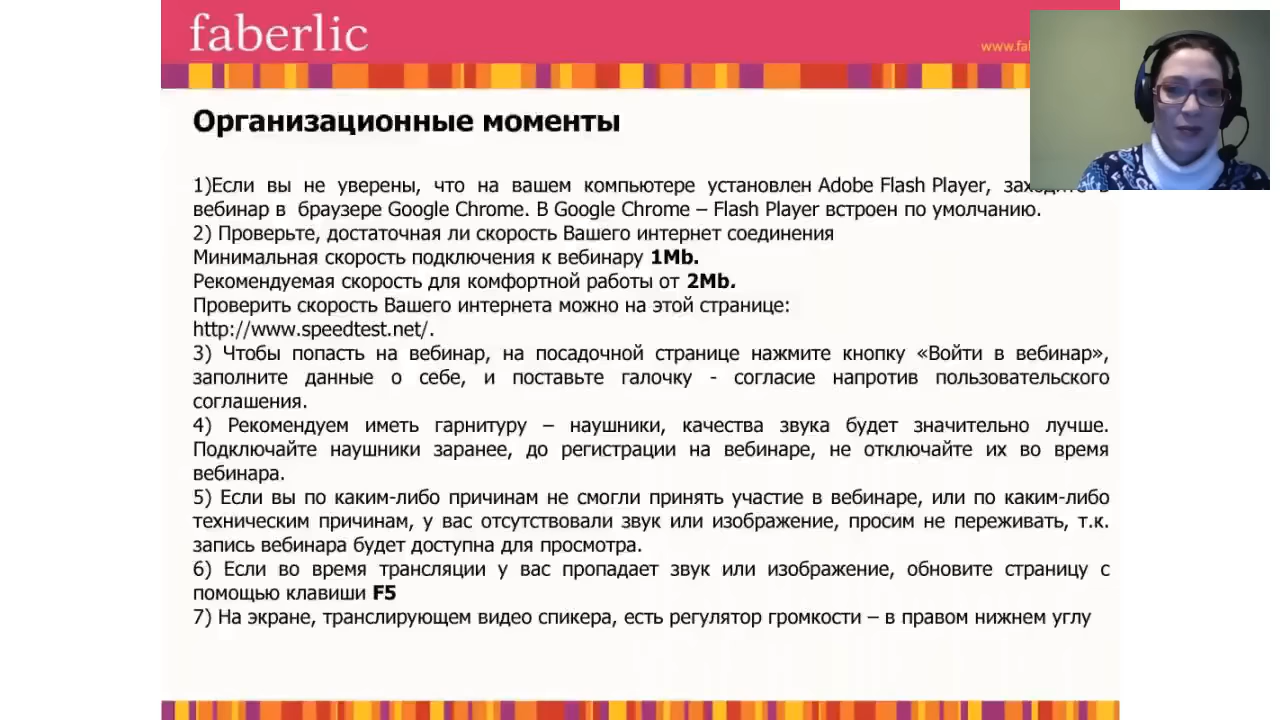 faberlic
www.fa
Организационные моменты
1)Если вы не уверены, что на вашем компьютере установлен Adobe Flash Player,
вебинар в браузере Google Chrome. В Google Chrome – Flash Player встроен по умолчанию.
2) Проверьте, достаточная ли скорость Вашего интернет соединения
Минимальная скорость подключения к вебинару 1Mb.
Рекомендуемая скорость для комфортной работы от 2Mb.
Проверить скорость Вашего интернета можно на этой странице:
http://www.speedtest.net/.
3) Чтобы попасть на вебинар, на посадочной странице нажмите кнопку «Войти в вебинар»,
заполните данные о себе, и поставьте галочку - согласие напротив пользовательского
соглашения.
4) Рекомендуем иметь гарнитуру – наушники, качества звука будет значительно лучше.
Подключайте наушники заранее, до регистрации на вебинаре, не отключайте их во время
вебинара.
5) Если вы по каким-либо причинам не смогли принять участие в вебинаре, или по каким-либо
техническим причинам, у вас отсутствовали звук или изображение, просим не переживать, т.к.
запись вебинара будет доступна для просмотра.
6) Если во время трансляции у вас пропадает звук или изображение, обновите страницу с
помощью клавиши F5
7) На экране, транслирующем видео спикера, есть регулятор громкости – в правом нижнем углу